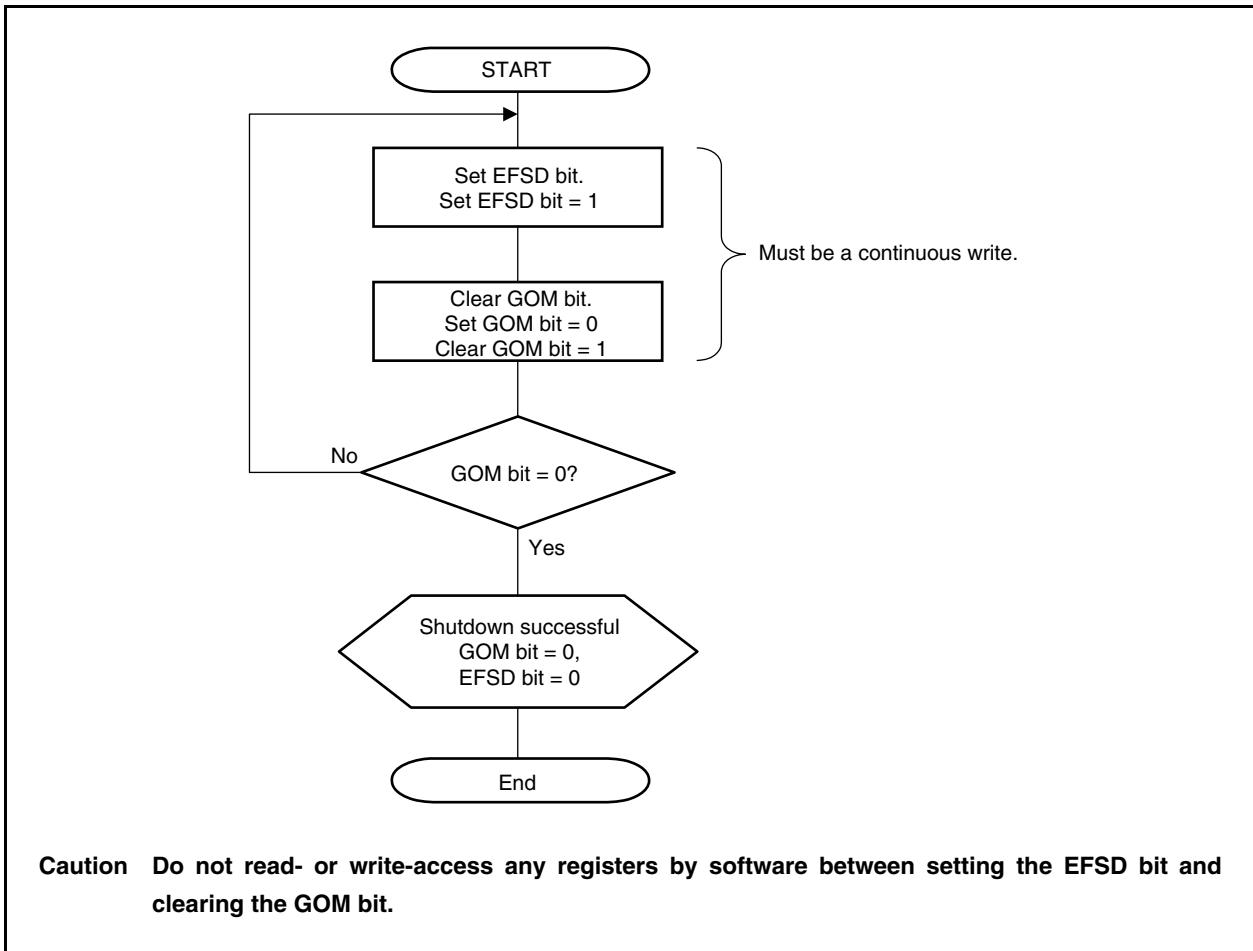 START
Set EFSD bit.
Set EFSD bit = 1
Must be a continuous write.
Clear GOM bit.
Set GOM bit = 0
Clear GOM bit = 1
No
GOM bit = 0?
Yes
Shutdown successful
GOM bit = 0,
EFSD bit = 0
End
Caution Do not read- or write-access any registers by software between setting the EFSD bit and
clearing the GOM bit.